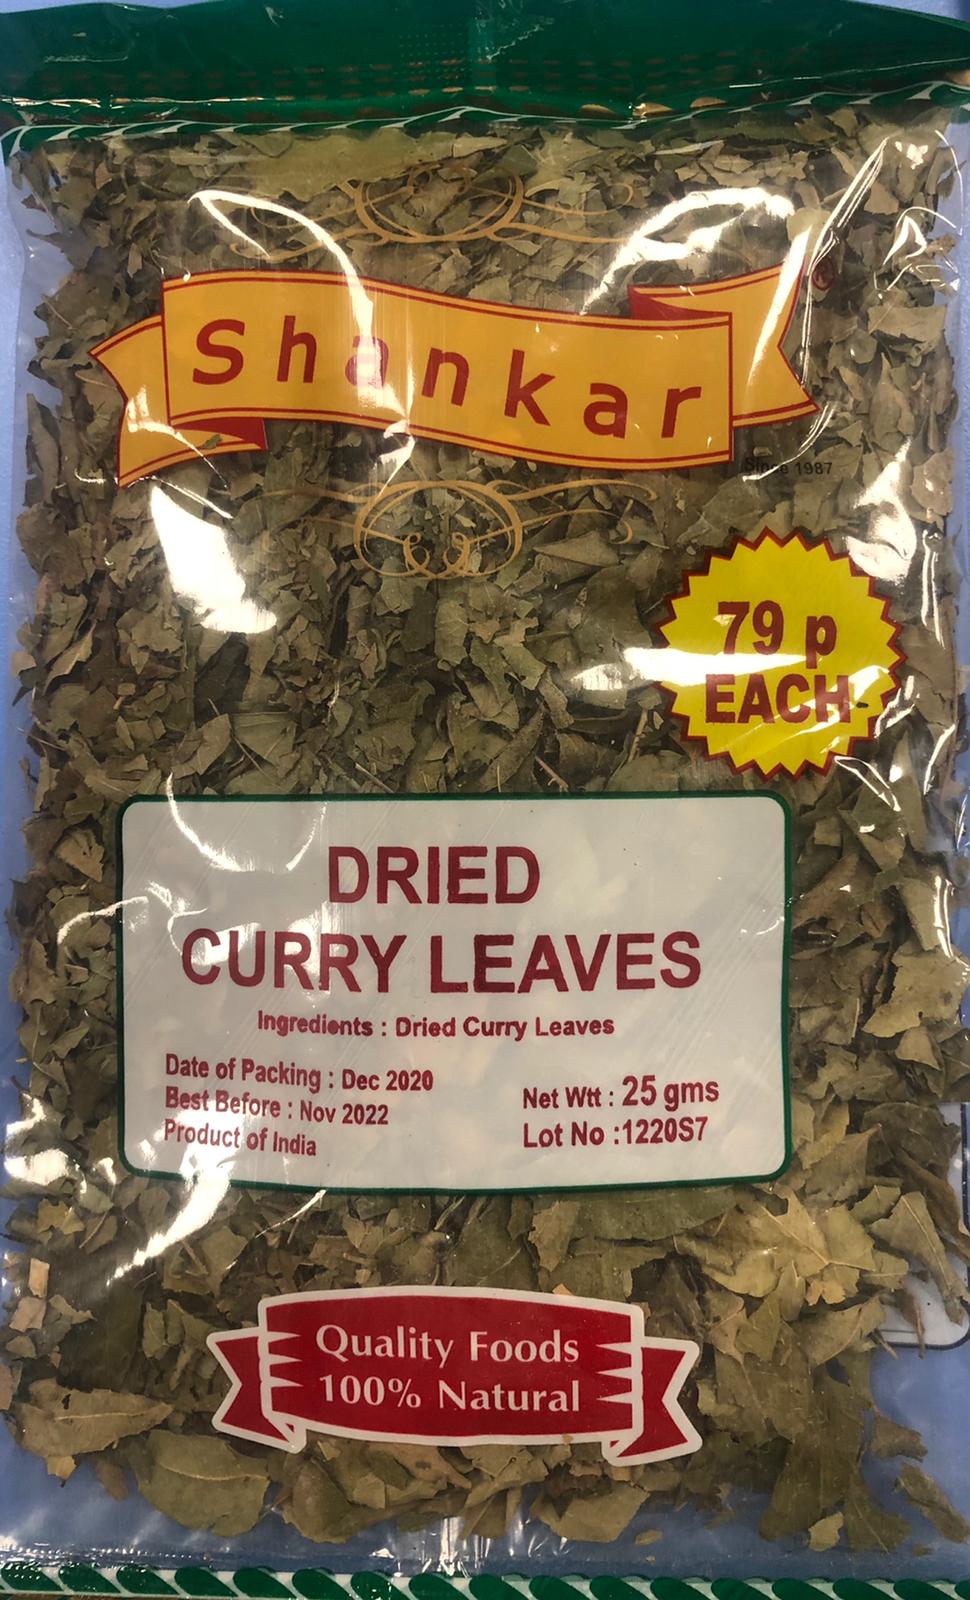 Shankar
Since 1987
79 p
EACH
DRIED
CURRY LEAVES
Ingredients : Dried Curry Leaves
Date of Packing : Dec 2020
Best Before : Nov 2022
Product of India
Net Wtt : 25 gms
Lot No :1220S7
Quality Foods
100% Natural